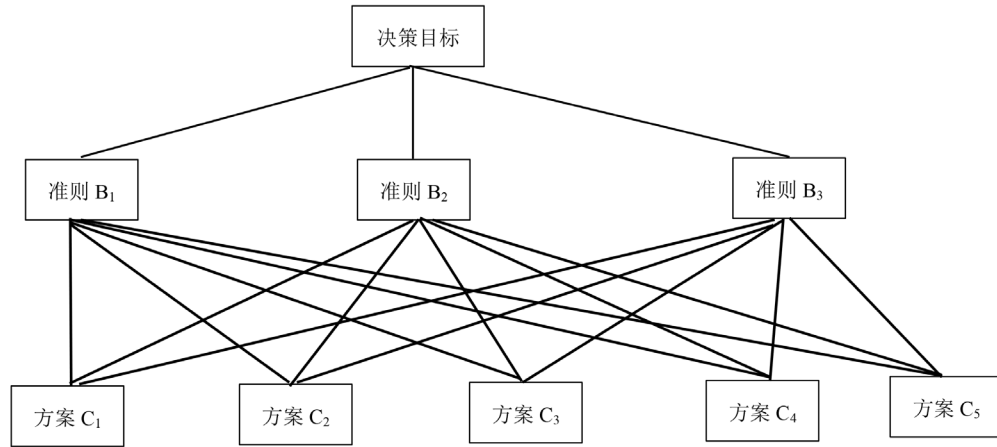 决策目标
准则 B₁
准则 B₂
准则 B₃
方案 C₁
方案 C₂
方案 C₃
方案 C₄
方案 C₅